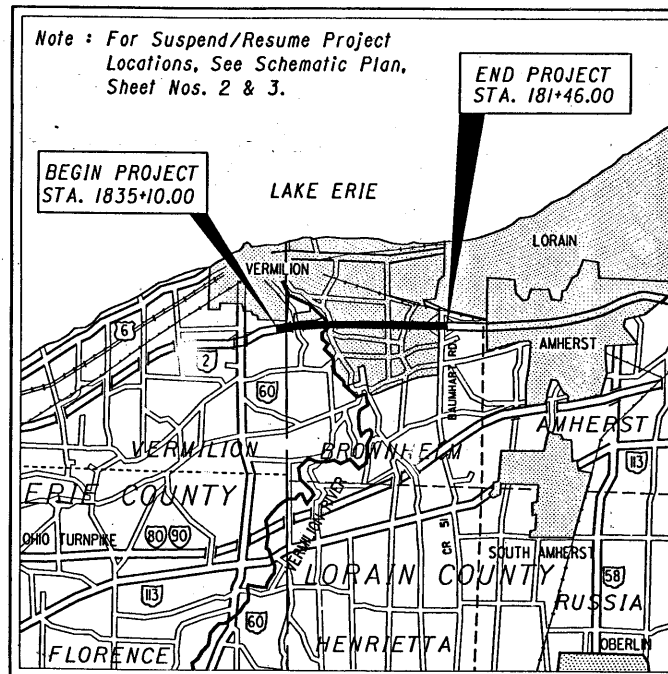 Note : For Suspend/Resume Project
Locations, See Schematic Plan,
Sheet Nos. 2 & 3.
END PROJECT
STA. 181+46.00
BEGIN PROJECT
STA. 1835+10.00
LAKE ERIE
LORAIN
VERMILION
6
2
BAUMHART RD.
AMHERST
60
AMHERST
VERMILION
BROWNHELM
113
ERIE COUNTY
VERMILION RIVER
OHIO TURNPIKE
80 90
CR 51
SOUTH AMHERST
LORAIN COUNTY
58
113
RUSSIA
60
HENRIETTA
FLORENCE
OBERLIN